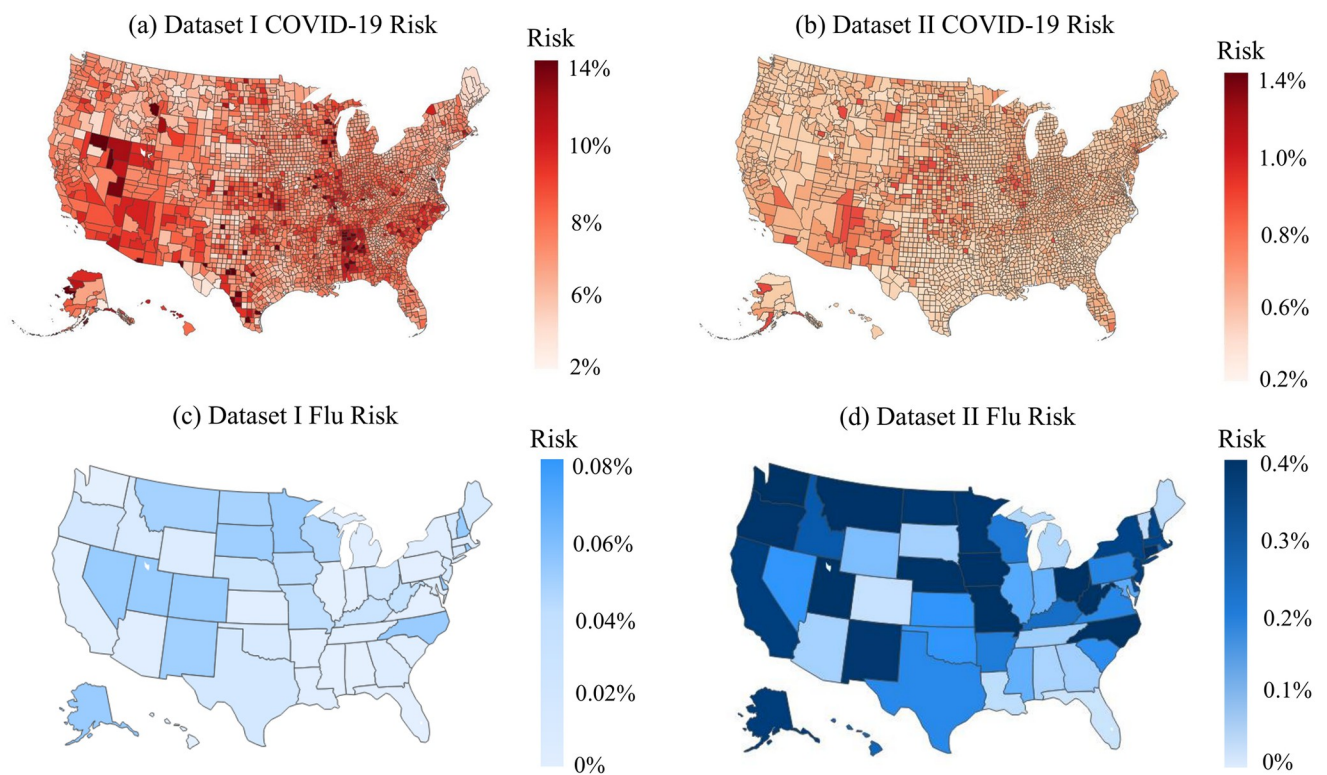 (a) Dataset I COVID-19 Risk
Risk
14%
10%
8%
6%
2%
(b) Dataset II COVID-19 Risk
Risk
1.4%
1.0%
0.8%
0.6%
0.2%
(c) Dataset I Flu Risk
Risk
0.08%
0.06%
0.04%
0.02%
0%
(d) Dataset II Flu Risk
Risk
0.4%
0.3%
0.2%
0.1%
0%